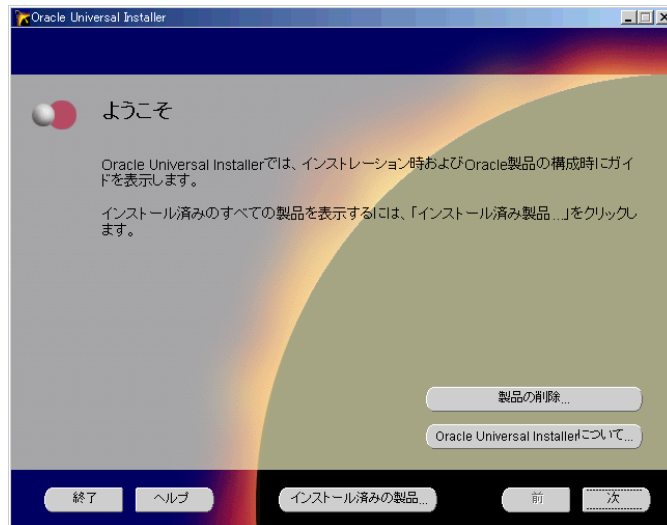 Oracle Universal Installer
ようこそ
Oracle Universal Installerでは、インストレーション時およびOracle製品の構成時にガイ
ドを表示します。
インストール済みのすべての製品を表示するには、「インストール済み製品...」をクリックし
ます。
製品の削除...
Oracle Universal Installerについて...
終了
ヘルプ
インストール済みの製品...
前
次